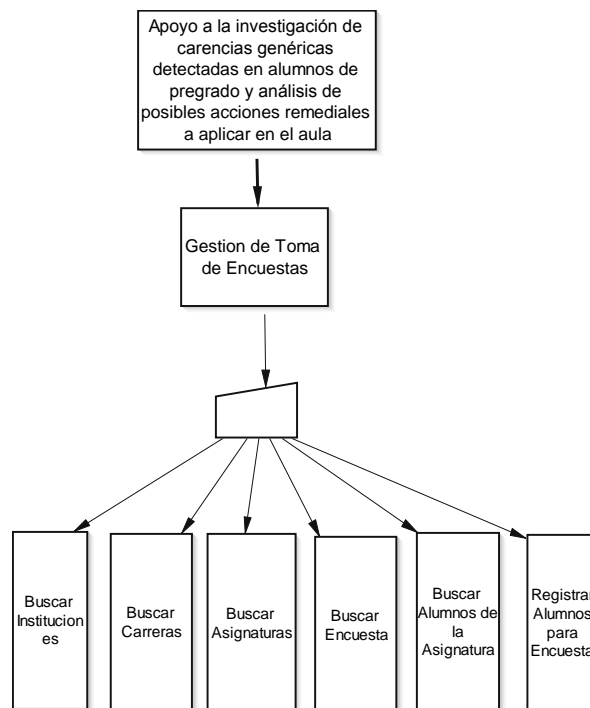 Apoyo a la investigación de
carencias genéricas
detectadas en alumnos de
pregrado y análisis de
posibles acciones remediales
a aplicar en el aula
Gestion de Toma
de Encuestas
Buscar
Institucion
es
Buscar
Carreras
Buscar
Asignaturas
Buscar
Encuesta
Buscar
Alumnos de
la
Asignatura
Registrar
Alumnos
para
Encuesta